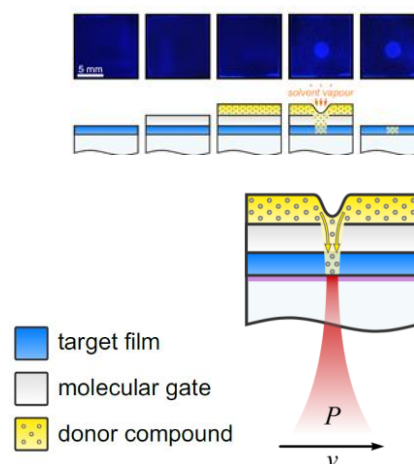 5 mm
solvent vapour
target film
molecular gate
donor compound
P
v